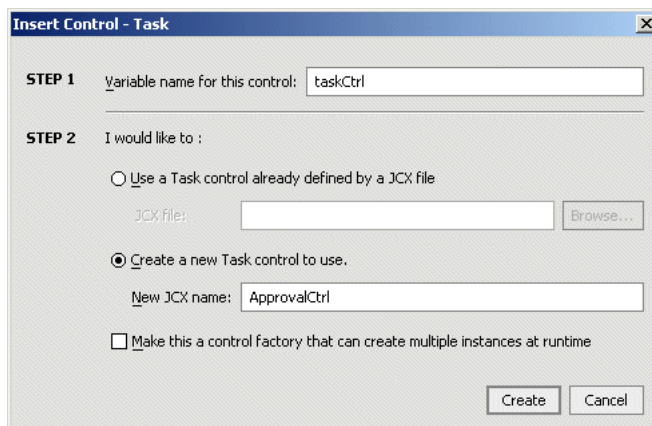 Insert Control - Task
STEP 1 Variable name for this control: taskCtrl
STEP 2 I would like to :
Use a Task control already defined by a JCX file
JCX file: Browse...
Create a new Task control to use.
New JCX name: ApprovalCtrl
Make this a control factory that can create multiple instances at runtime
Create Cancel